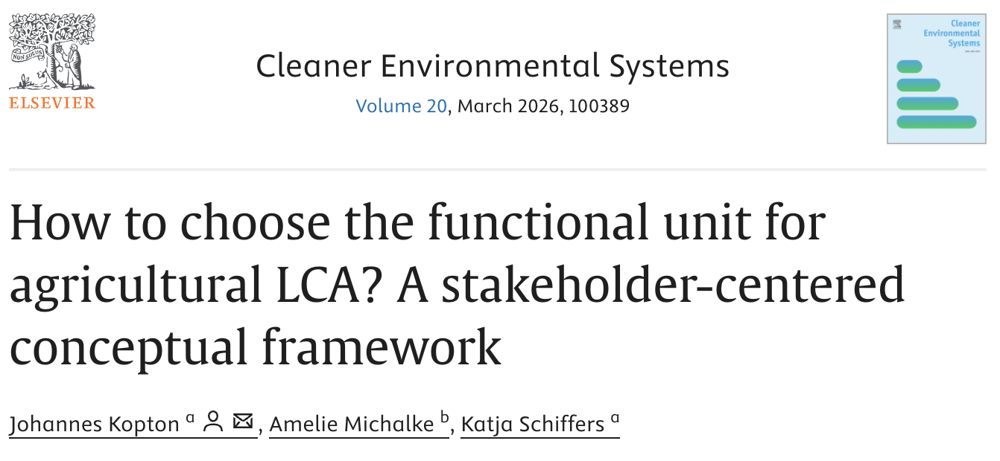 NON SOLUS
ELSEVIER
Cleaner Environmental Systems
Volume 20, March 2026, 100389
Cleaner
Environmental
Systems
How to choose the functional unit for
agricultural LCA? A stakeholder-centered
conceptual framework
Johannes Kopton a, Amelie Michalke b, Katja Schiffers a